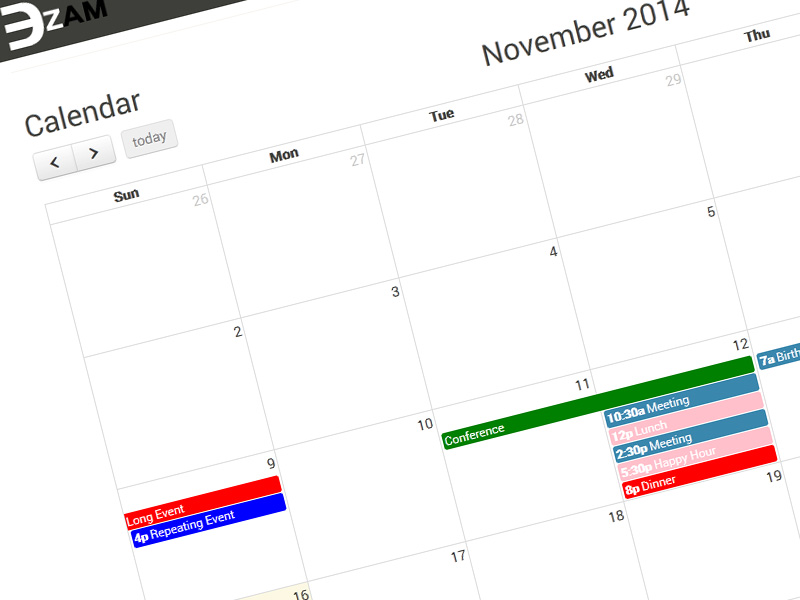 ЭZAM
November 2014
Calendar
today
Sun Mon Tue Wed Thu
26 27 28 29
2 3 4 5
9 10 11 12
Conference
7a Birth
10:30a Meeting
12p Lunch
2:30p Meeting
5:30p Happy Hour
8p Dinner
Long Event
4p Repeating Event
16 17 18 19